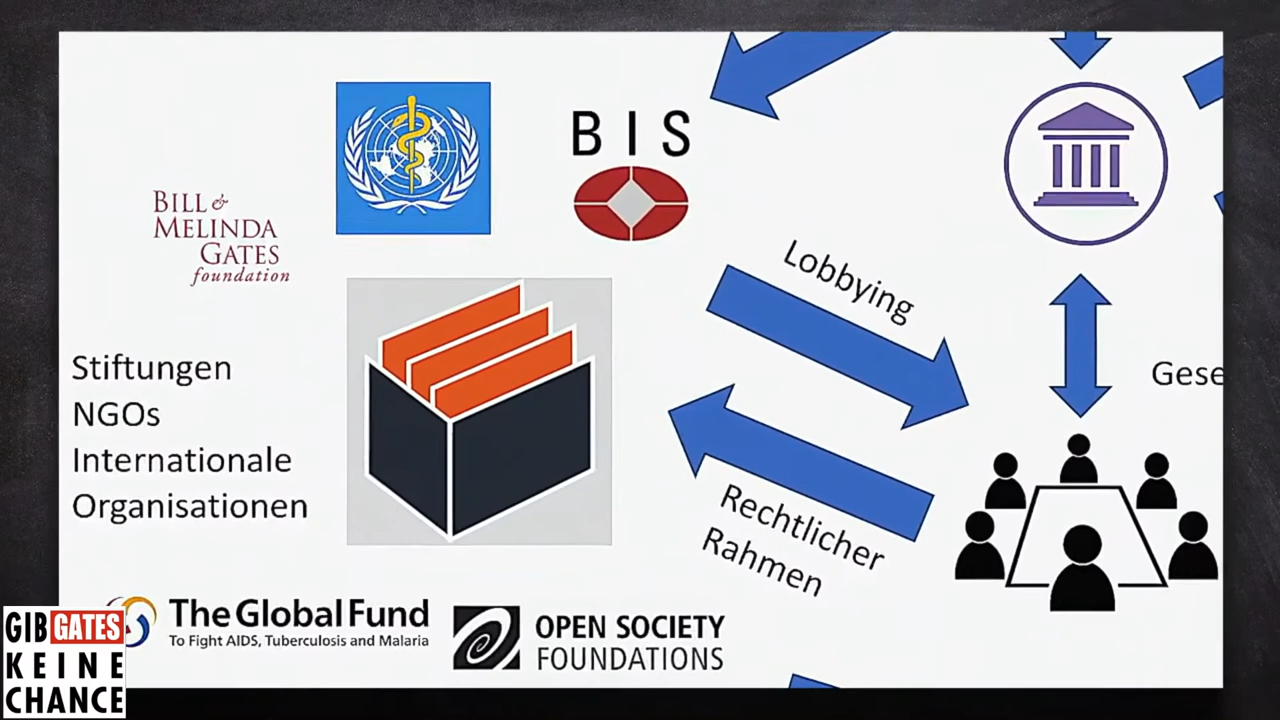 BIS
BILL &
MELINDA
GATES
foundation
Lobbying
Stiftungen
NGOs
Internationale
Organisationen
Gese
Rechtlicher
Rahmen
The Global Fund
To Fight AIDS, Tuberculosis and Malaria
OPEN SOCIETY
FOUNDATIONS
GIB GATES
KEINE
CHANCE